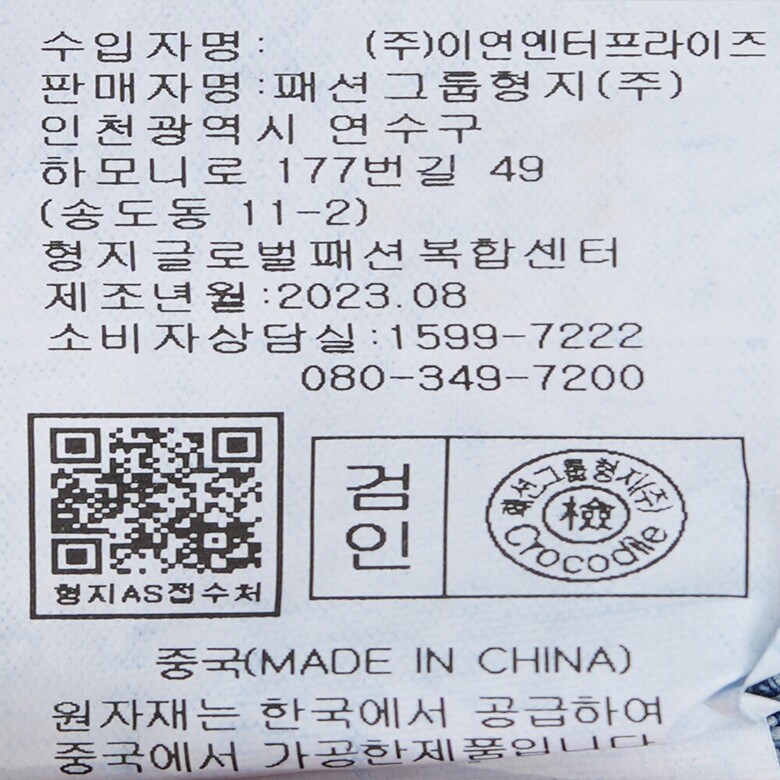 수입자명: (주)이연엔터프라이즈
판매자명:패션그룹형지(주)
인천광역시 연수구
하모니로 177번길 49
(송도동 11-2)
형지글로벌패션복합센터
제조년월:2023.08
소비자상담실:1599-7222
080-349-7200
형지AS접수처
검인
패션그룹형지(주)
檢
Crocodile
중국(MADE IN CHINA)
원자재는 한국에서 공급하여
중국에서 가공한제품입니다